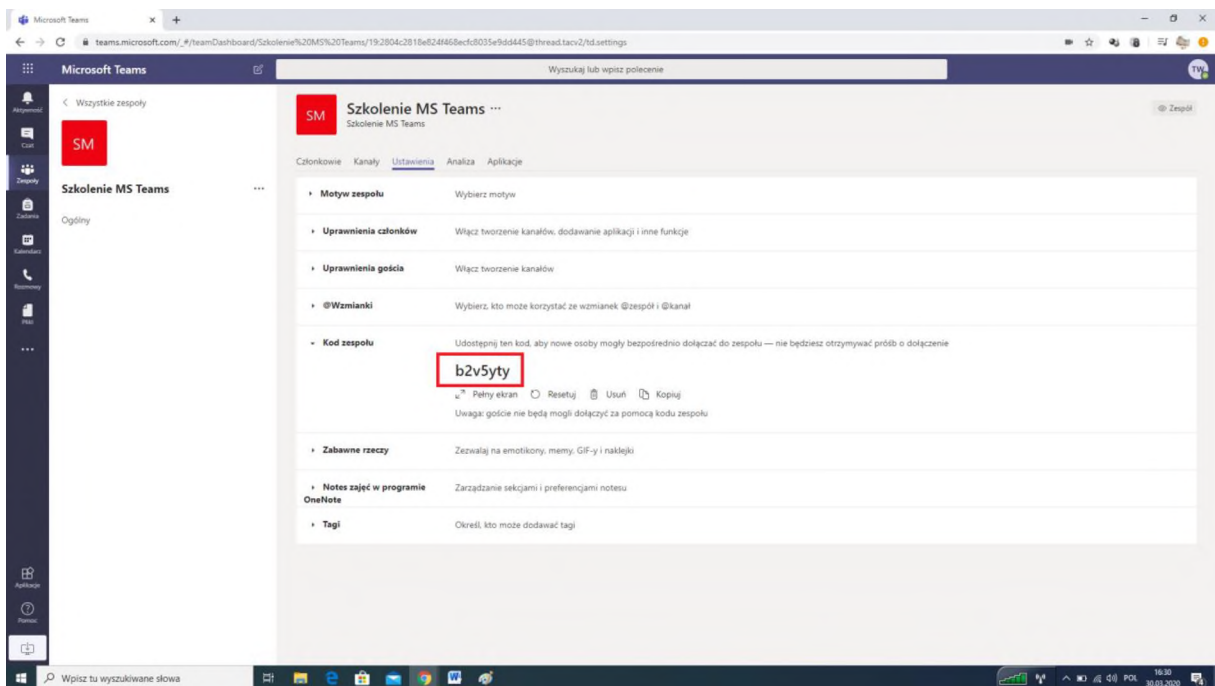 Microsoft Teams
teams.microsoft.com/_#/teamDashboard/Szkolenie%20MS%20Teams/19:2804c2818e824f468ecfc8035e9dd445@thread.tacv2/td.settings
Microsoft Teams
Wyszukaj lub wpisz polecenie
TW
Aktywność
Czat
Zespoły
Zadania
Kalendarz
Rozmowy
Pliki
Aplikacje
Pomoc
Wszystkie zespoły
SM
Szkolenie MS Teams
Ogólny
SM
Szkolenie MS Teams
Szkolenie MS Teams
Zespół
Członkowie Kanały Ustawienia Analiza Aplikacje
Motyw zespołu Wybierz motyw
Uprawnienia członków Włącz tworzenie kanałów, dodawanie aplikacji i inne funkcje
Uprawnienia gościa Włącz tworzenie kanałów
@Wzmianki Wybierz, kto może korzystać ze wzmianek @zespół i @kanał
Kod zespołu Udostępnij ten kod, aby nowe osoby mogły bezpośrednio dołączać do zespołu — nie będziesz otrzymywać próśb o dołączenie
b2v5yty
Pełny ekran Resetuj Usuń Kopiuj
Uwaga: goście nie będą mogli dołączyć za pomocą kodu zespołu
Zabawne rzeczy Zezwalaj na emotikony, memy, GIF-y i naklejki
Notes zajęć w programie Zarządzanie sekcjami i preferencjami notesu
OneNote
Tagi Określ, kto może dodawać tagi
Wpisz tu wyszukiwane słowa
POL
16:30
30.03.2020